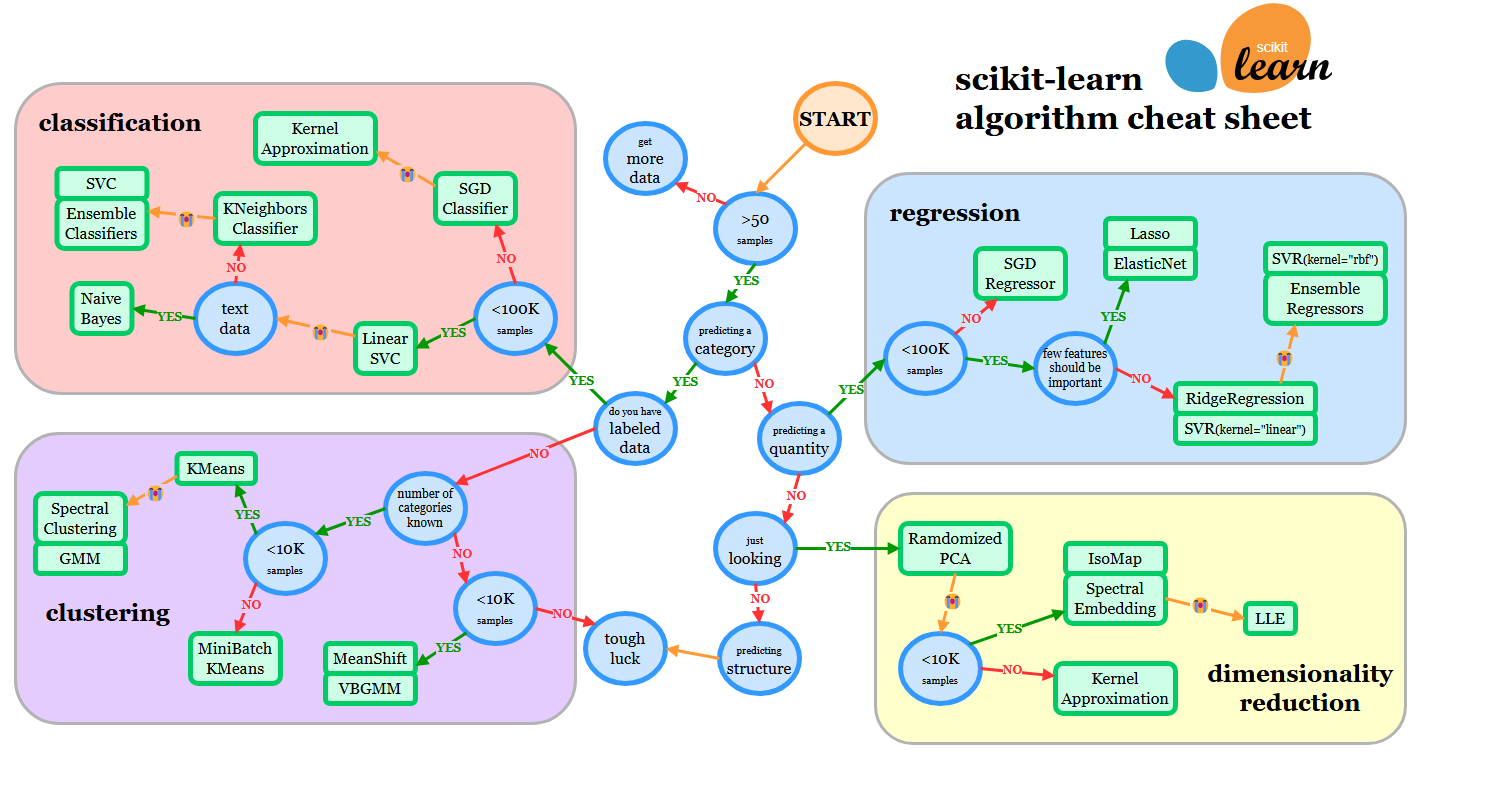 scikit
learn
scikit-learn
algorithm cheat sheet
START
get
more
data
NO
>50
samples
YES
predicting a
category
YES
NO
do you have
labeled
data
YES
NO
predicting a
quantity
YES
NO
just
looking
YES
NO
predicting
structure
tough
luck
classification
Kernel
Approximation
SVC
Ensemble
Classifiers
KNeighbors
Classifier
SGD
Classifier
NO
NO
Naive
Bayes
YES
text
data
Linear
SVC
YES
<100K
samples
regression
SGD
Regressor
Lasso
ElasticNet
SVR(kernel="rbf")
Ensemble
Regressors
NO
YES
<100K
samples
YES
few features
should be
important
NO
RidgeRegression
SVR(kernel="linear")
clustering
KMeans
Spectral
Clustering
GMM
YES
<10K
samples
YES
number of
categories
known
NO
NO
<10K
samples
NO
MiniBatch
KMeans
YES
MeanShift
VBGMM
dimensionality
reduction
Randomized
PCA
IsoMap
Spectral
Embedding
LLE
YES
<10K
samples
NO
Kernel
Approximation